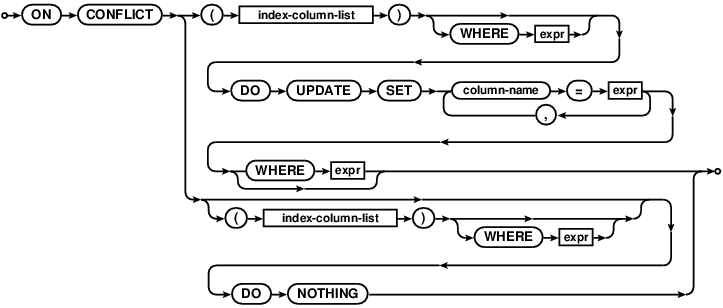 ON CONFLICT ( index-column-list )
WHERE expr
DO UPDATE SET column-name = expr
,
WHERE expr
( index-column-list )
WHERE expr
DO NOTHING